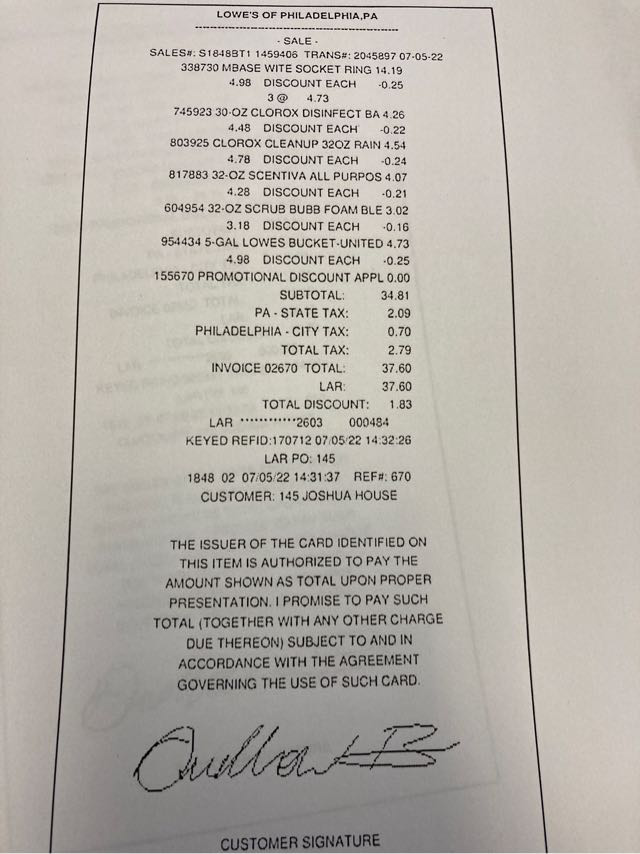 LOWE'S OF PHILADELPHIA,PA
- SALE -
SALES#: S1848BT1 1459406 TRANS#: 2045897 07-05-22
338730 MBASE WITE SOCKET RING 14.19
4.98 DISCOUNT EACH -0.25
3 @ 4.73
745923 30-OZ CLOROX DISINFECT BA 4.26
4.48 DISCOUNT EACH -0.22
803925 CLOROX CLEANUP 32OZ RAIN 4.54
4.78 DISCOUNT EACH -0.24
817883 32-OZ SCENTIVA ALL PURPOS 4.07
4.28 DISCOUNT EACH -0.21
604954 32-OZ SCRUB BUBB FOAM BLE 3.02
3.18 DISCOUNT EACH -0.16
954434 5-GAL LOWES BUCKET-UNITED 4.73
4.98 DISCOUNT EACH -0.25
155670 PROMOTIONAL DISCOUNT APPL 0.00
SUBTOTAL: 34.81
PA - STATE TAX: 2.09
PHILADELPHIA - CITY TAX: 0.70
TOTAL TAX: 2.79
INVOICE 02670 TOTAL: 37.60
LAR: 37.60
TOTAL DISCOUNT: 1.83
LAR ************2603 000484
KEYED REFID:170712 07/05/22 14:32:26
LAR PO: 145
1848 02 07/05/22 14:31:37 REF#: 670
CUSTOMER: 145 JOSHUA HOUSE
THE ISSUER OF THE CARD IDENTIFIED ON
THIS ITEM IS AUTHORIZED TO PAY THE
AMOUNT SHOWN AS TOTAL UPON PROPER
PRESENTATION. I PROMISE TO PAY SUCH
TOTAL (TOGETHER WITH ANY OTHER CHARGE
DUE THEREON) SUBJECT TO AND IN
ACCORDANCE WITH THE AGREEMENT
GOVERNING THE USE OF SUCH CARD.
CUSTOMER SIGNATURE